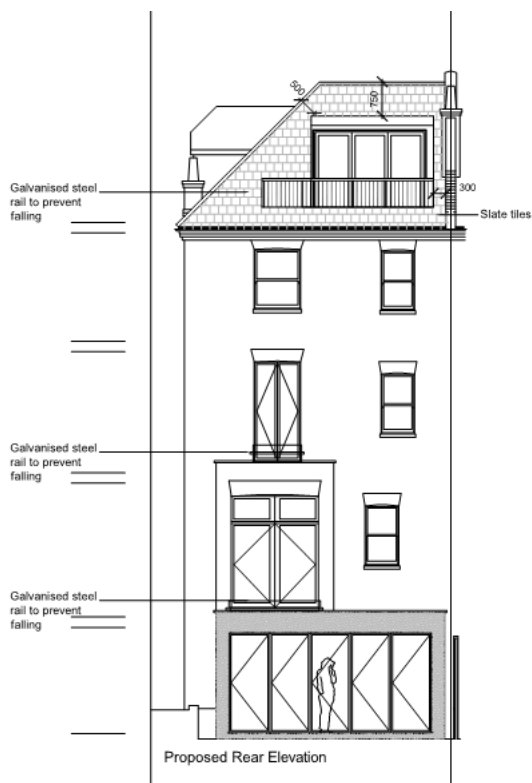 500
750
Galvanised steel
rail to prevent
falling
300
Slate tiles
Galvanised steel
rail to prevent
falling
Galvanised steel
rail to prevent
falling
Proposed Rear Elevation